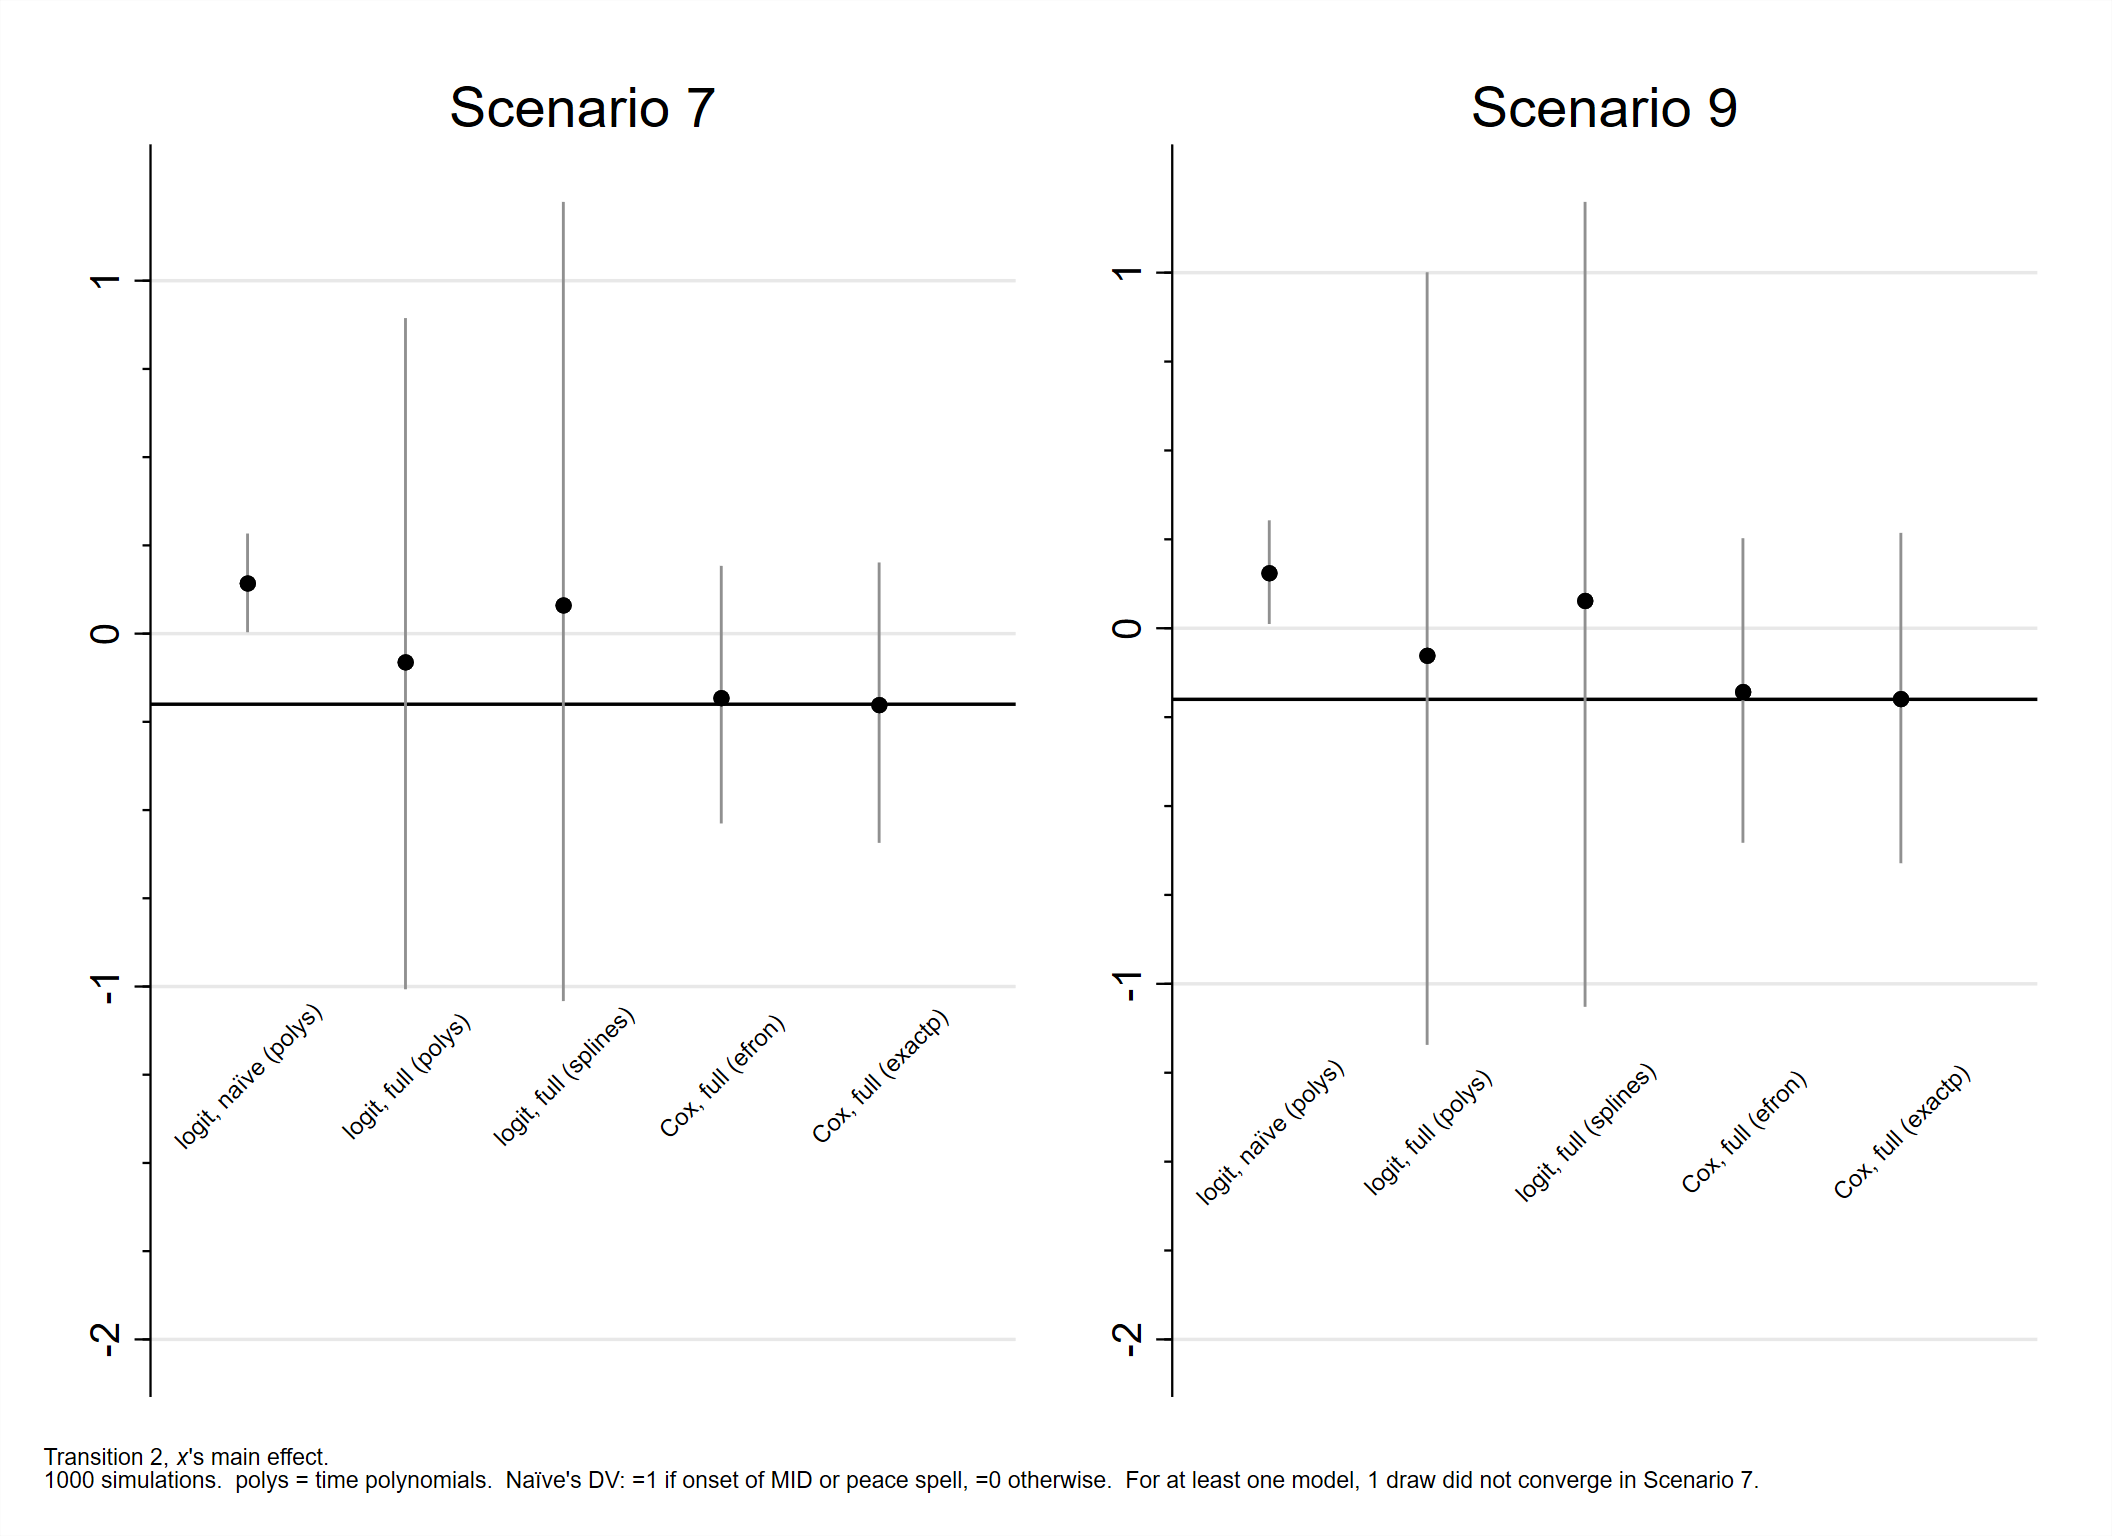 Scenario 7
1
0
-1
-2
logit, naïve (polys)
logit, full (polys)
logit, full (splines)
Cox, full (efron)
Cox, full (exactp)
Scenario 9
1
0
-1
-2
logit, naïve (polys)
logit, full (polys)
logit, full (splines)
Cox, full (efron)
Cox, full (exactp)
Transition 2, x's main effect.
1000 simulations.  polys = time polynomials.  Naïve's DV: =1 if onset of MID or peace spell, =0 otherwise.  For at least one model, 1 draw did not converge in Scenario 7.